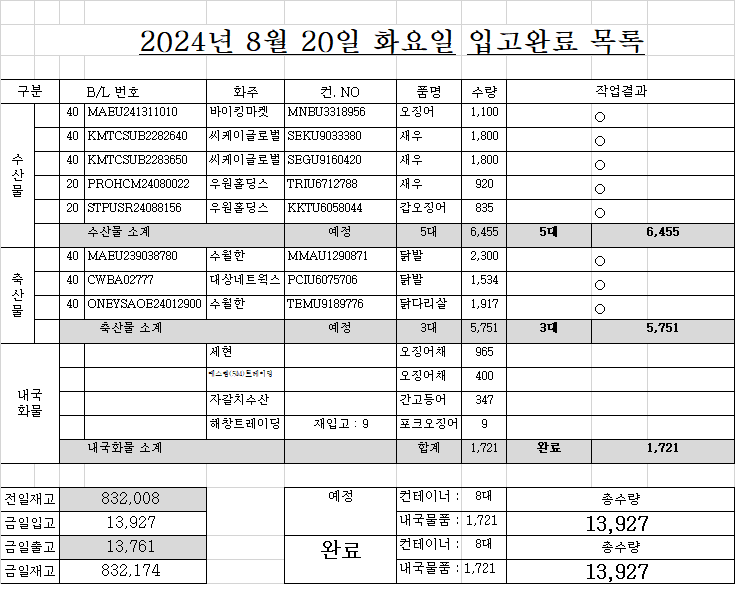 2024년 8월 20일 화요일 입고완료 목록
구분 B/L 번호 화주 컨. NO 품명 수량 작업결과
수산물
40 MAEU241311010 바이킹마켓 MNBU3318956 오징어 1,100 ○
40 KMTCSUB2282640 씨케이글로벌 SEKU9033380 새우 1,800 ○
40 KMTCSUB2283650 씨케이글로벌 SEGU9160420 새우 1,800 ○
20 PROHCM24080022 우원홀딩스 TRIU6712788 새우 920 ○
20 STPUSR24088156 우원홀딩스 KKTU6058044 갑오징어 835 ○
수산물 소계 예정 5대 6,455 5대 6,455
축산물
40 MAEU239038780 수월한 MMAU1290871 닭발 2,300 ○
40 CWBA02777 대상네트웍스 PCIU6075706 닭발 1,534 ○
40 ONEYSAOE24012900 수월한 TEMU9189776 닭다리살 1,917 ○
축산물 소계 예정 3대 5,751 3대 5,751
내국화물
세현 오징어채 965
오징어채 400
자갈치수산 간고등어 347
해창트레이딩 재입고 : 9 포크오징어 9
내국화물 소계 합계 1,721 완료 1,721
전일재고 832,008 예정 컨테이너 : 8대 총수량
금일입고 13,927 내국물품 : 1,721 13,927
금일출고 13,761 완료 컨테이너 : 8대 총수량
금일재고 832,174 내국물품 : 1,721 13,927